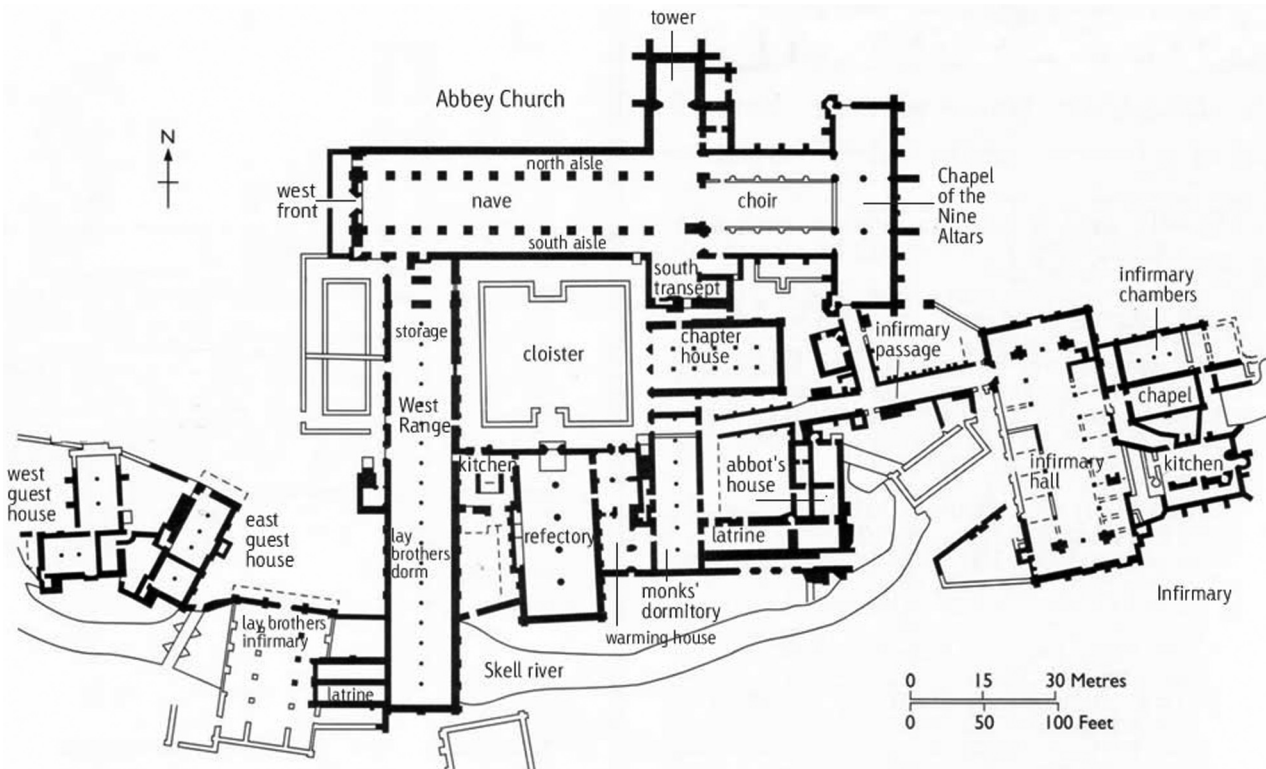 tower
Abbey Church
N
north aisle
west
front
nave
choir
Chapel
of the
Nine
Altars
south aisle
south
transept
infirmary
chambers
storage
cloister
chapter
house
infirmary
passage
West
Range
chapel
west
guest
house
kitchen
abbot's
house
infirmary
hall
kitchen
east
guest
house
lay
brothers
dorm
refectory
latrine
monks'
dormitory
Infirmary
lay brothers
infirmary
warming house
Skell river
latrine
0 15 30 Metres
0 50 100 Feet